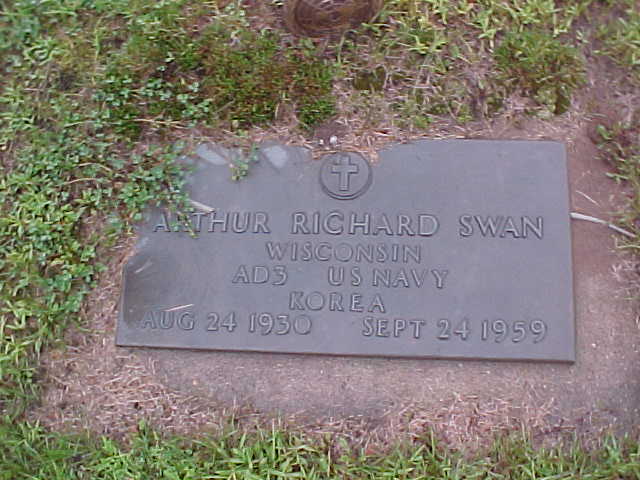 ARTHUR RICHARD SWAN
WISCONSIN
AD3 US NAVY
KOREA
AUG 24 1930 SEPT 24 1959